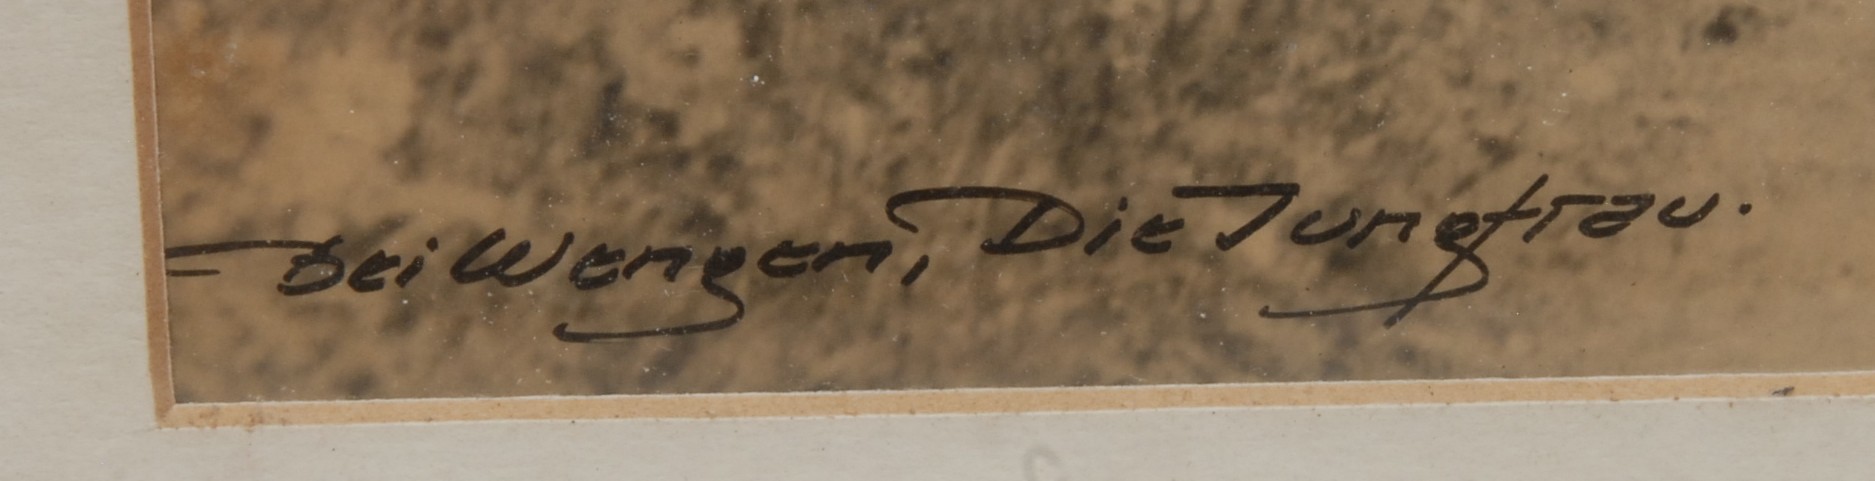 Bei Wengen, Die Jungfrau.